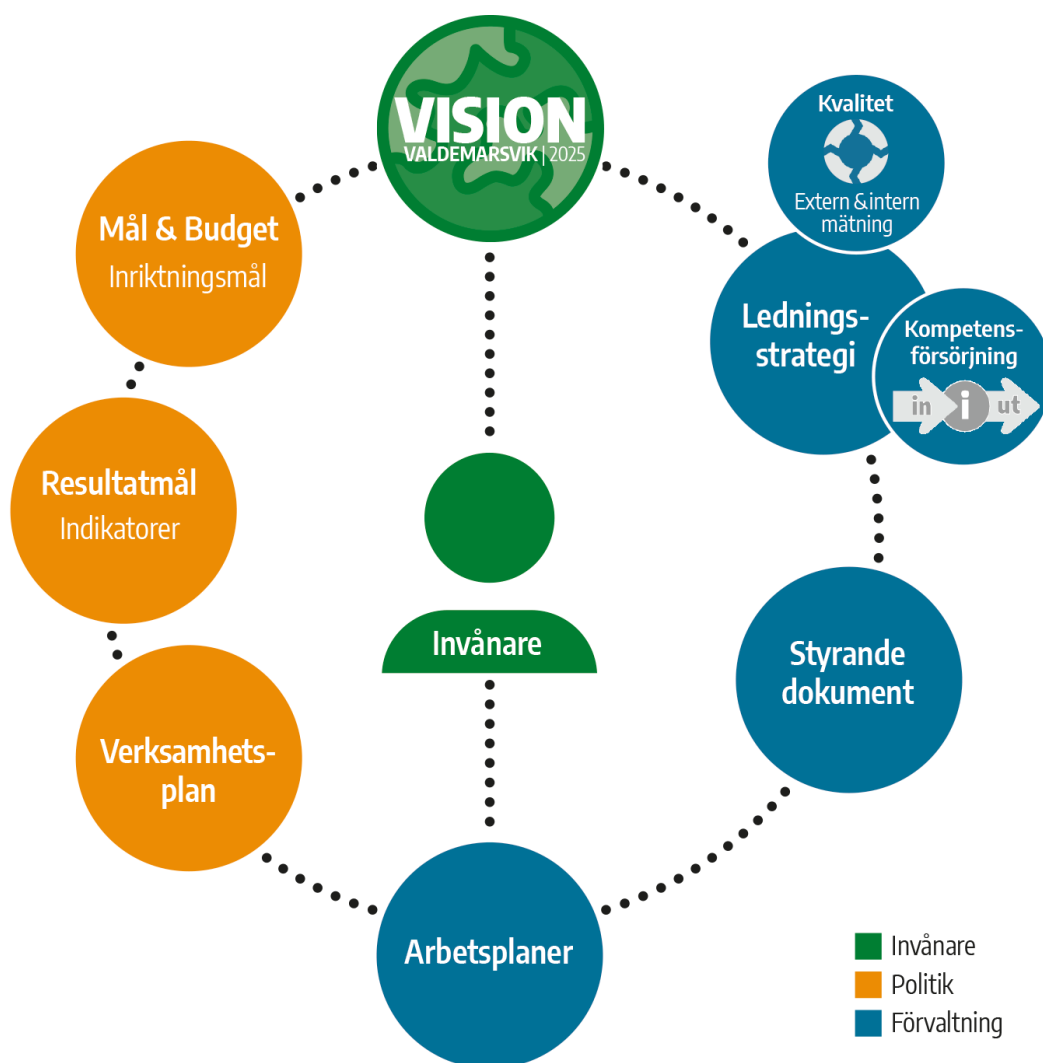 VISION
VALDEMARSVIK | 2025
Kvalitet
Extern & intern
mätning
Mål & Budget
Inriktningsmål
Lednings-
strategi
Kompetens-
försörjning
in i ut
Resultatmål
Indikatorer
Invånare
Styrande
dokument
Verksamhets-
plan
Arbetsplaner
Invånare
Politik
Förvaltning